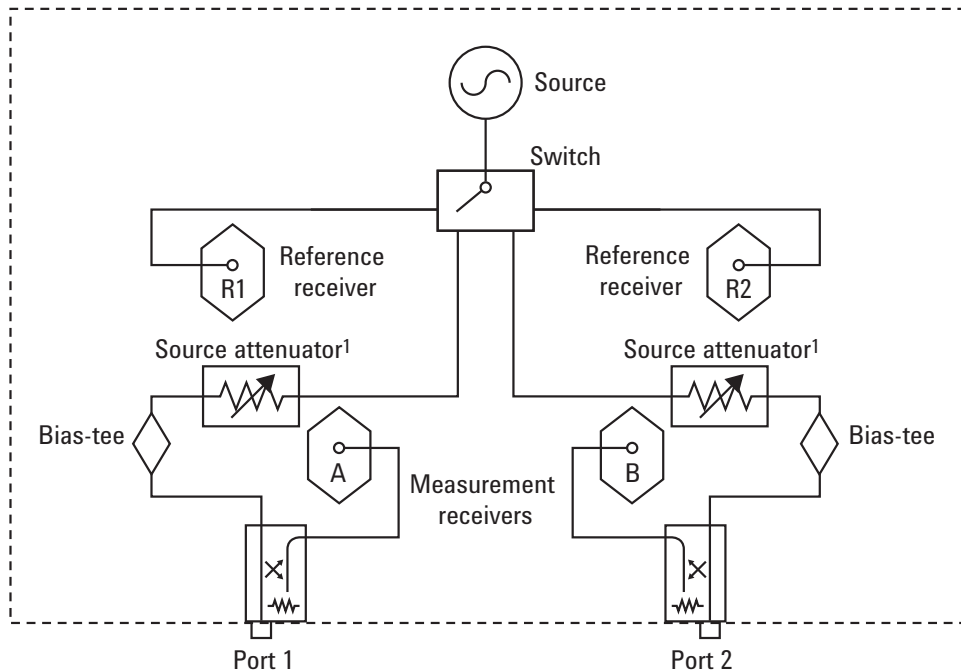 Source
Switch
Reference
receiver
R1
Reference
receiver
R2
Source attenuator1
Source attenuator1
Bias-tee
A
Measurement
receivers
B
Bias-tee
Port 1
Port 2